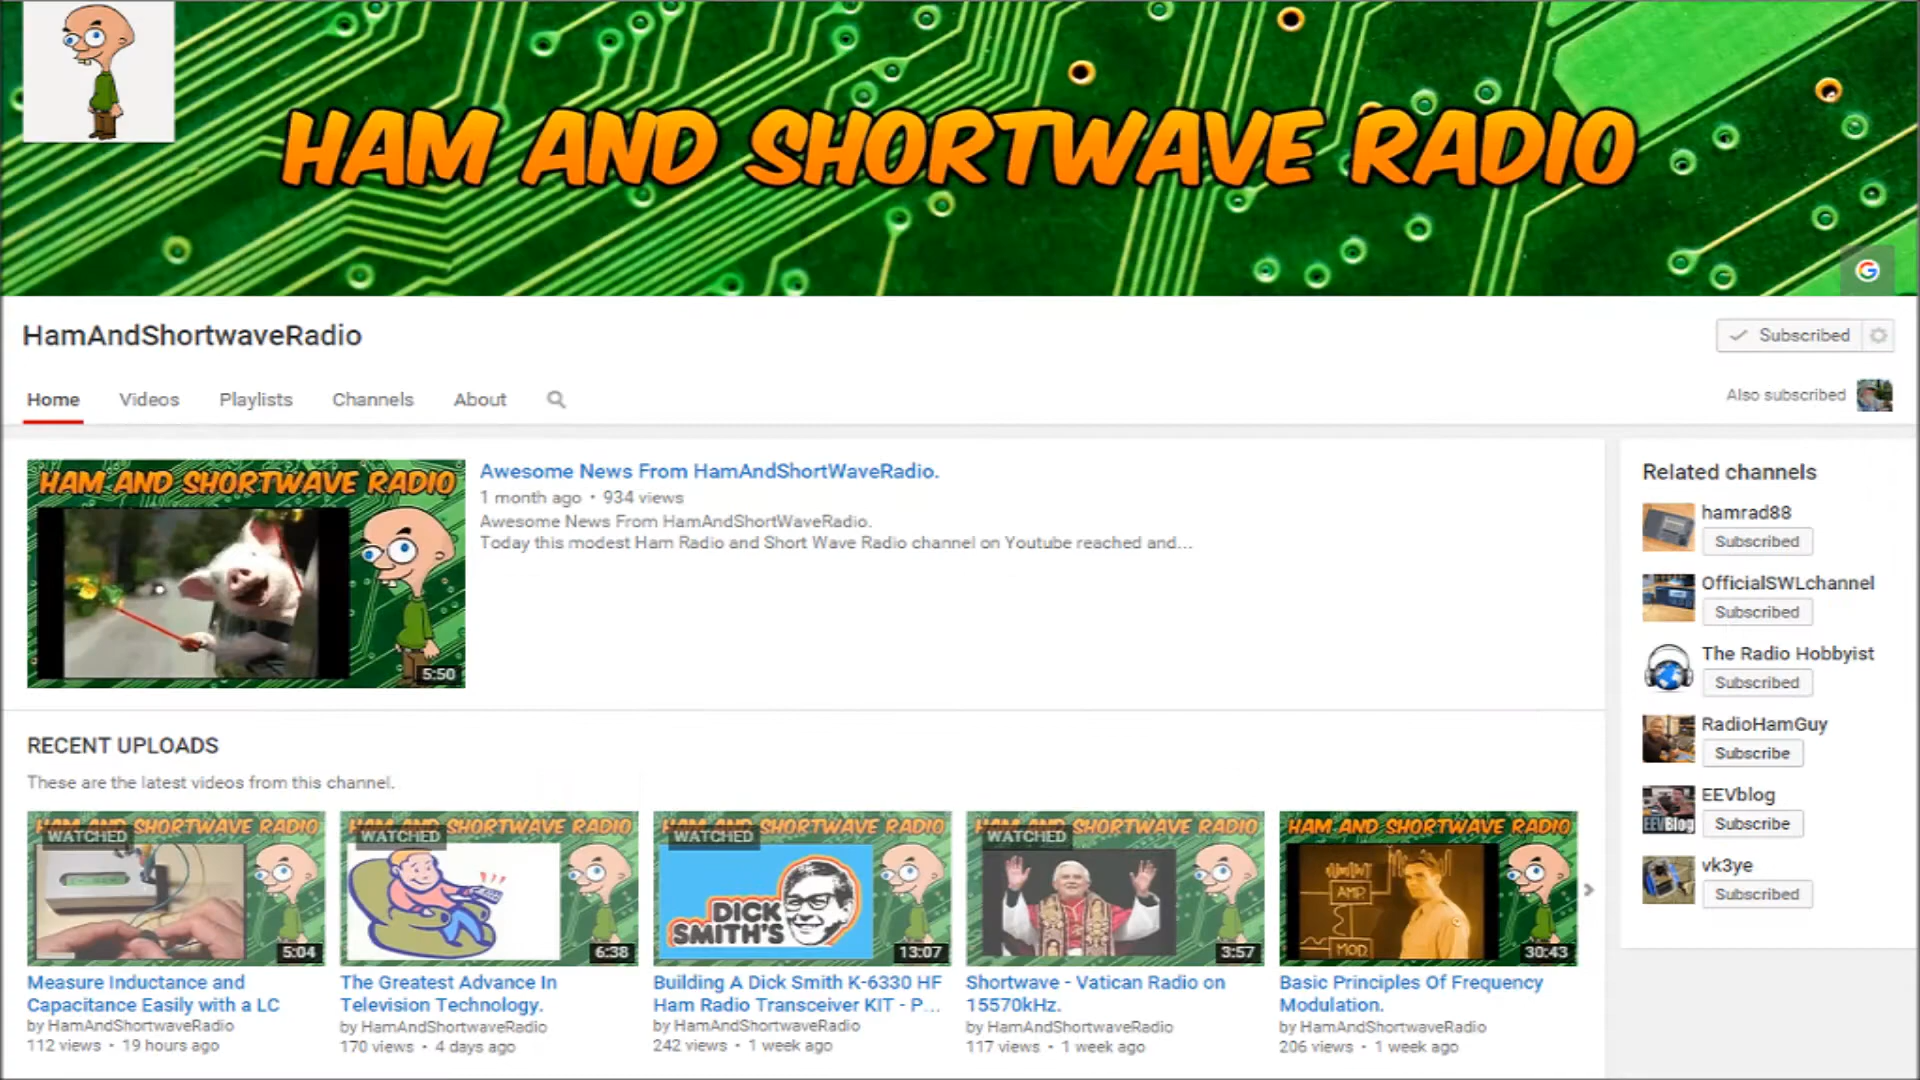 HAM AND SHORTWAVE RADIO
HamAndShortwaveRadio
Subscribed
Home
Videos
Playlists
Channels
About
Also subscribed
HAM AND SHORTWAVE RADIO
5:50
Awesome News From HamAndShortWaveRadio.
1 month ago • 934 views
Awesome News From HamAndShortWaveRadio.
Today this modest Ham Radio and Short Wave Radio channel on Youtube reached and...
Related channels
hamrad88
Subscribed
OfficialSWLchannel
Subscribed
The Radio Hobbyist
Subscribed
RadioHamGuy
Subscribe
EEVblog
EEVBlog
Subscribe
vk3ye
Subscribed
RECENT UPLOADS
These are the latest videos from this channel.
HAM AND SHORTWAVE RADIO
WATCHED
5:04
Measure Inductance and
Capacitance Easily with a LC
by HamAndShortwaveRadio
112 views • 19 hours ago
HAM AND SHORTWAVE RADIO
WATCHED
6:38
The Greatest Advance In
Television Technology.
by HamAndShortwaveRadio
170 views • 4 days ago
HAM AND SHORTWAVE RADIO
WATCHED
DICK
SMITH'S
13:07
Building A Dick Smith K-6330 HF
Ham Radio Transceiver KIT - P...
by HamAndShortwaveRadio
242 views • 1 week ago
HAM AND SHORTWAVE RADIO
WATCHED
3:57
Shortwave - Vatican Radio on
15570kHz.
by HamAndShortwaveRadio
117 views • 1 week ago
HAM AND SHORTWAVE RADIO
AMP
MOD
30:43
Basic Principles Of Frequency
Modulation.
by HamAndShortwaveRadio
206 views • 1 week ago